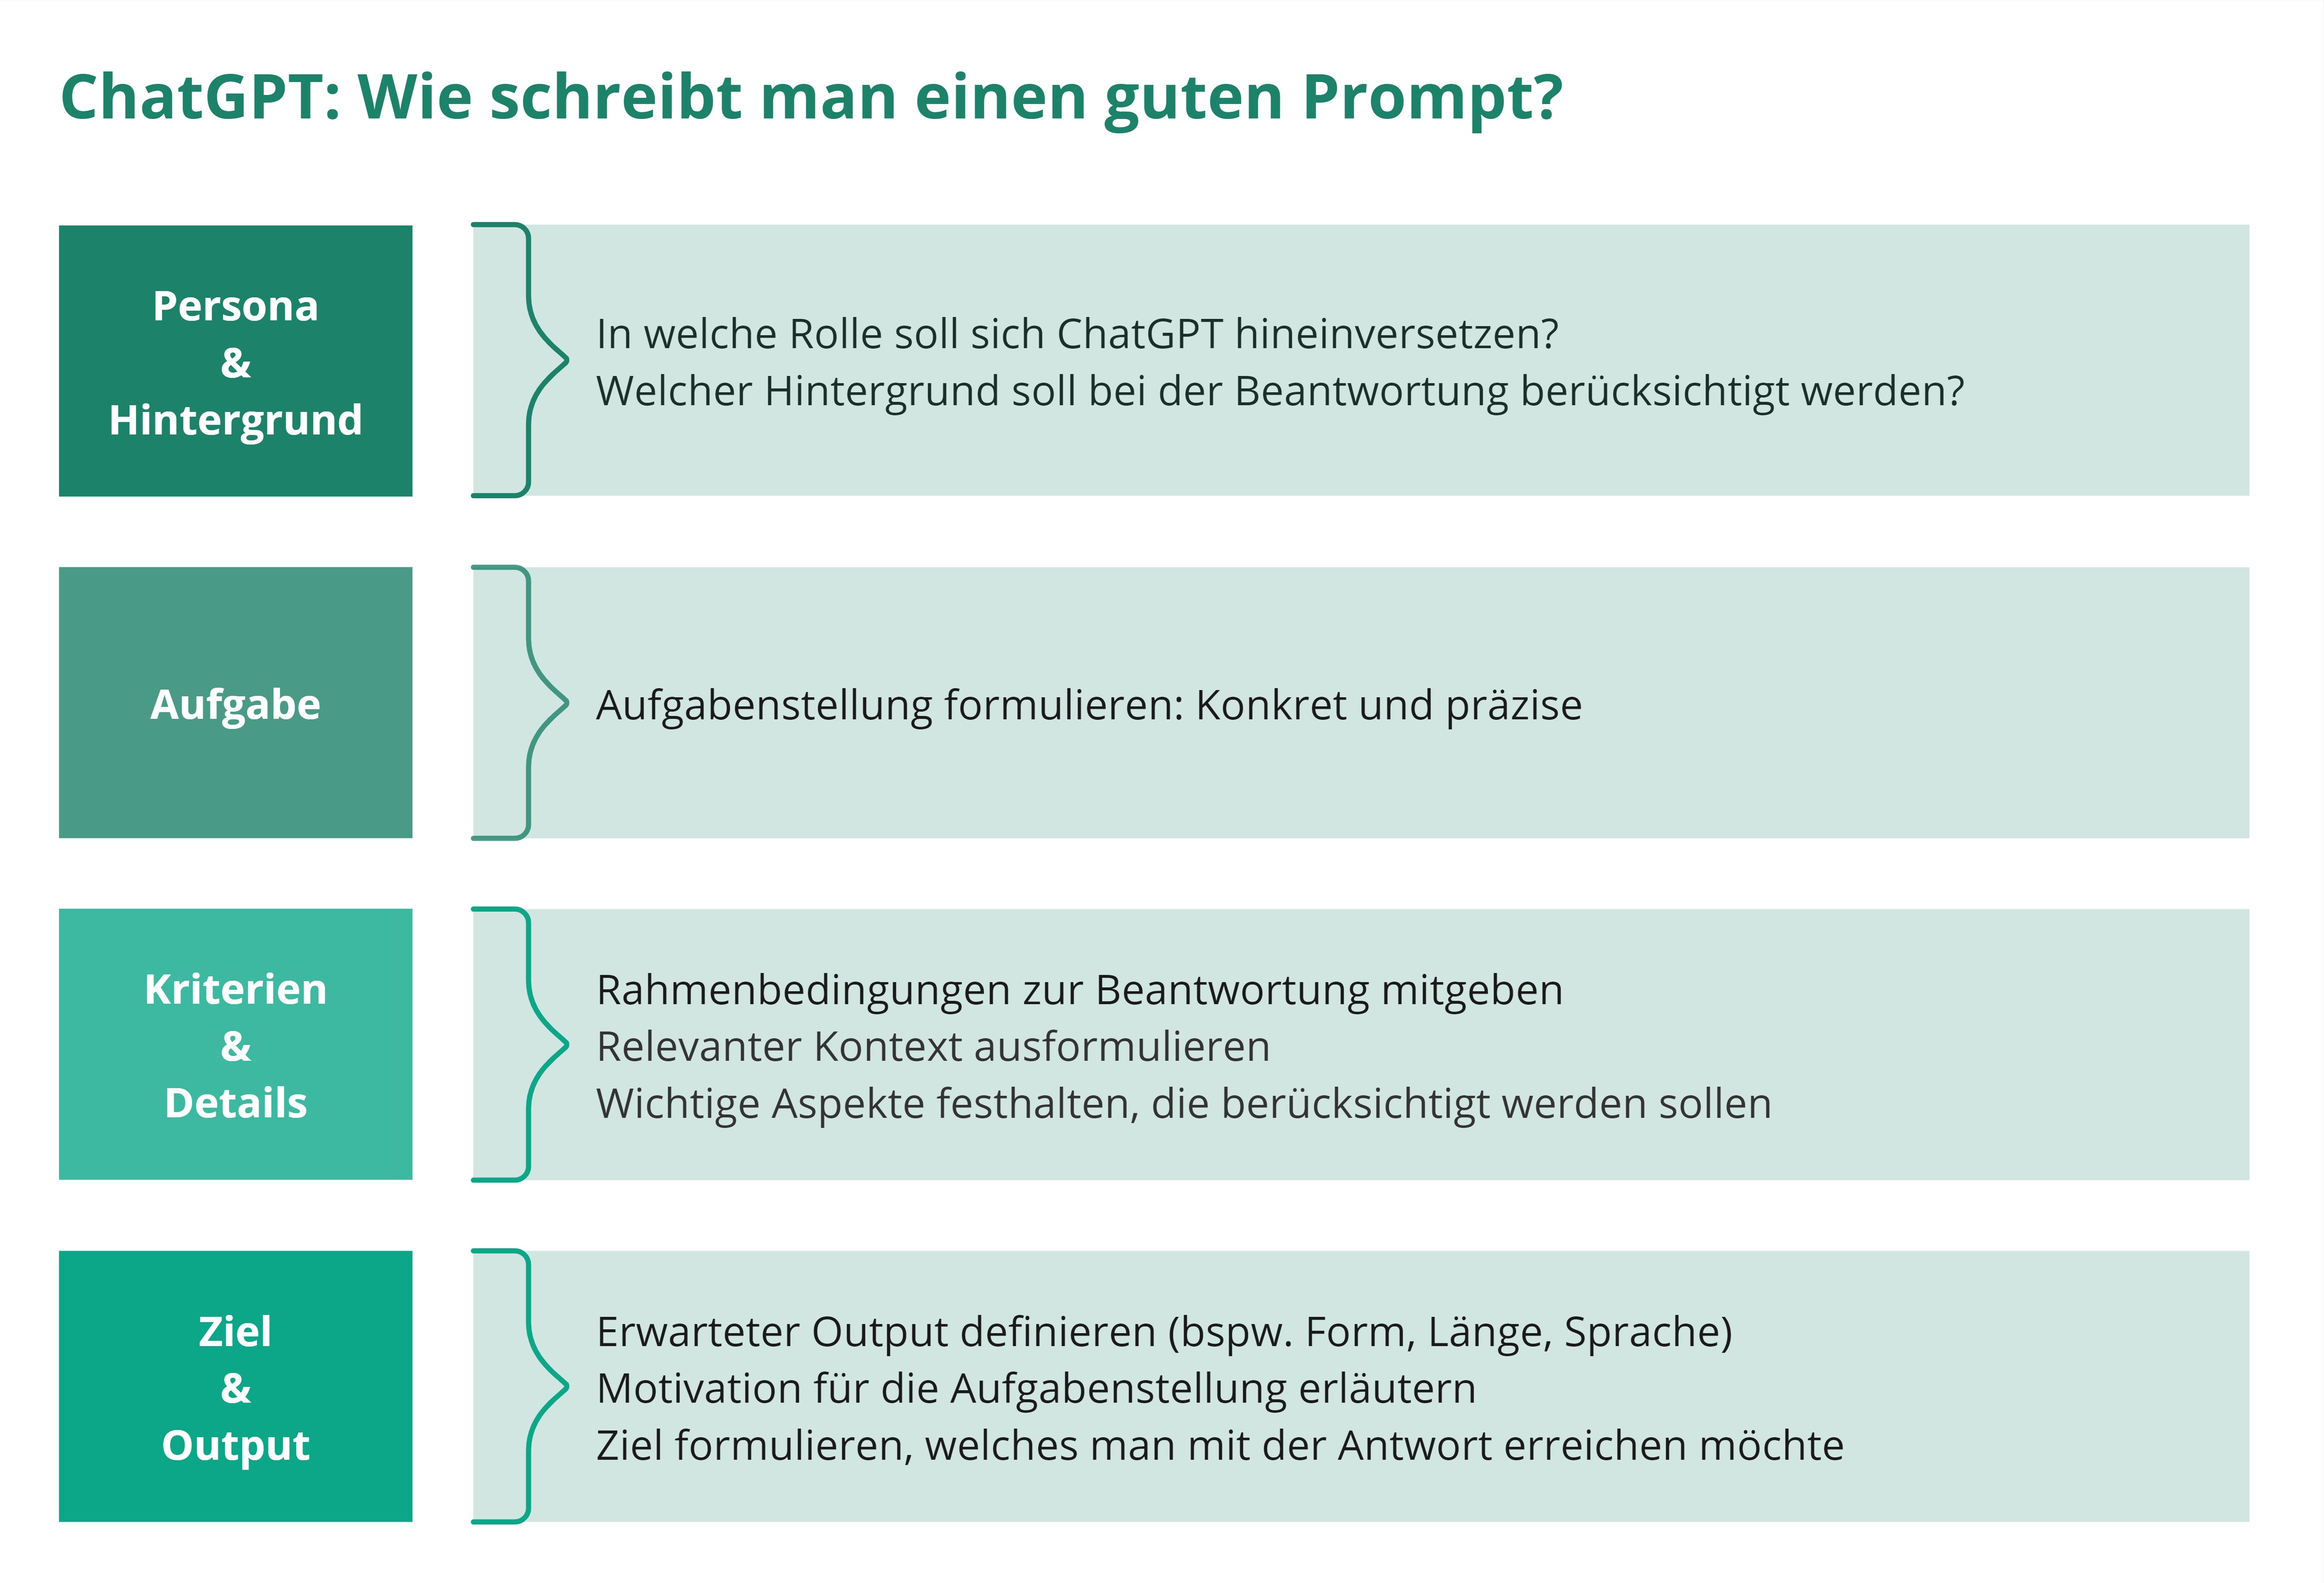 ChatGPT: Wie schreibt man einen guten Prompt?
Persona
&
Hintergrund
In welche Rolle soll sich ChatGPT hineinversetzen?
Welcher Hintergrund soll bei der Beantwortung berücksichtigt werden?
Aufgabe
Aufgabenstellung formulieren: Konkret und präzise
Kriterien
&
Details
Rahmenbedingungen zur Beantwortung mitgeben
Relevanter Kontext ausformulieren
Wichtige Aspekte festhalten, die berücksichtigt werden sollen
Ziel
&
Output
Erwarteter Output definieren (bspw. Form, Länge, Sprache)
Motivation für die Aufgabenstellung erläutern
Ziel formulieren, welches man mit der Antwort erreichen möchte